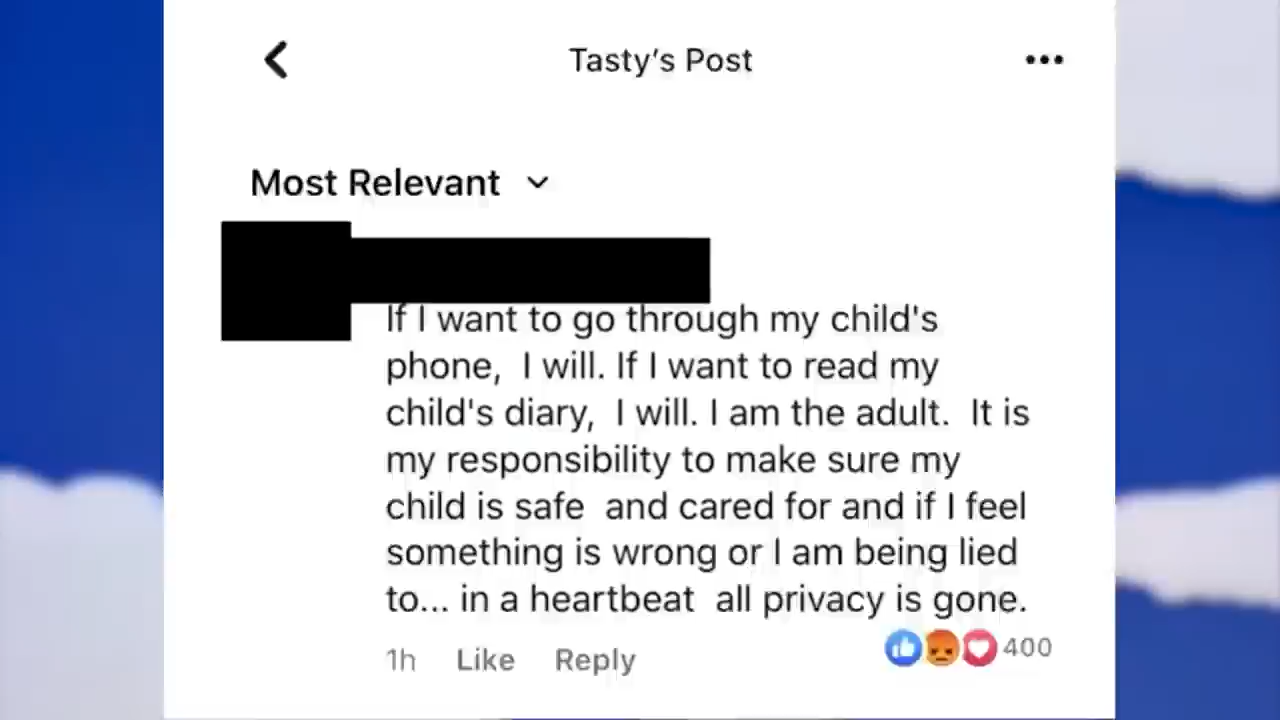 Tasty's Post
Most Relevant
If I want to go through my child's
phone,  I will. If I want to read my
child's diary,  I will. I am the adult.  It is
my responsibility to make sure my
child is safe  and cared for and if I feel
something is wrong or I am being lied
to... in a heartbeat  all privacy is gone.
1h Like Reply 400